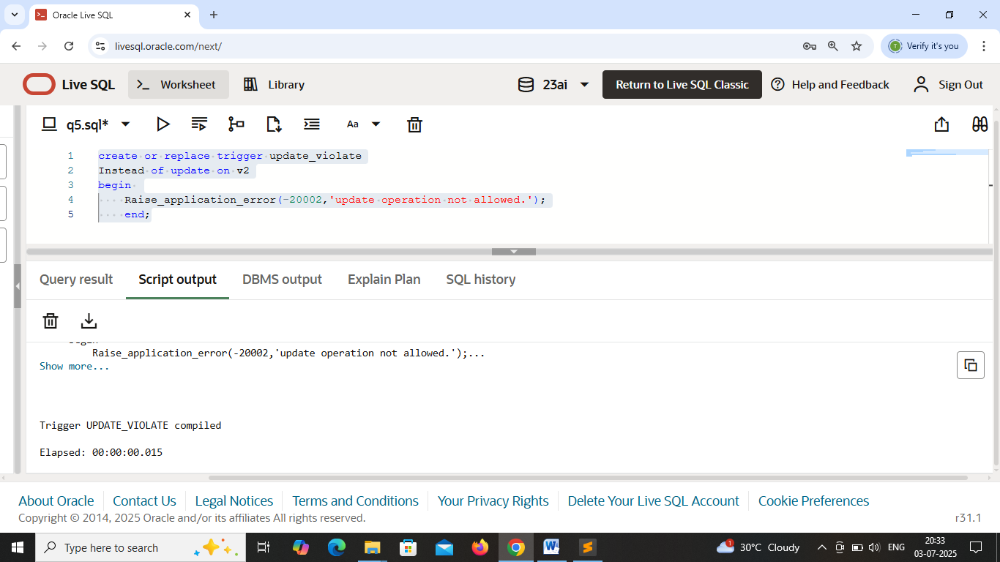 Oracle Live SQL
livesql.oracle.com/next/
Verify it's you
Live SQL
Worksheet
Library
23ai
Return to Live SQL Classic
Help and Feedback
Sign Out
q5.sql*
Aa
1 create or replace trigger update_violate
2 Instead of update on v2
3 begin
4 Raise_application_error(-20002,'update operation not allowed.');
5 end;
Query result
Script output
DBMS output
Explain Plan
SQL history
begin
Raise_application_error(-20002,'update operation not allowed.');...
Show more...
Trigger UPDATE_VIOLATE compiled
Elapsed: 00:00:00.015
About Oracle
Contact Us
Legal Notices
Terms and Conditions
Your Privacy Rights
Delete Your Live SQL Account
Cookie Preferences
Copyright © 2014, 2025 Oracle and/or its affiliates All rights reserved.
r31.1
Type here to search
1
30°C Cloudy
ENG
20:33
03-07-2025